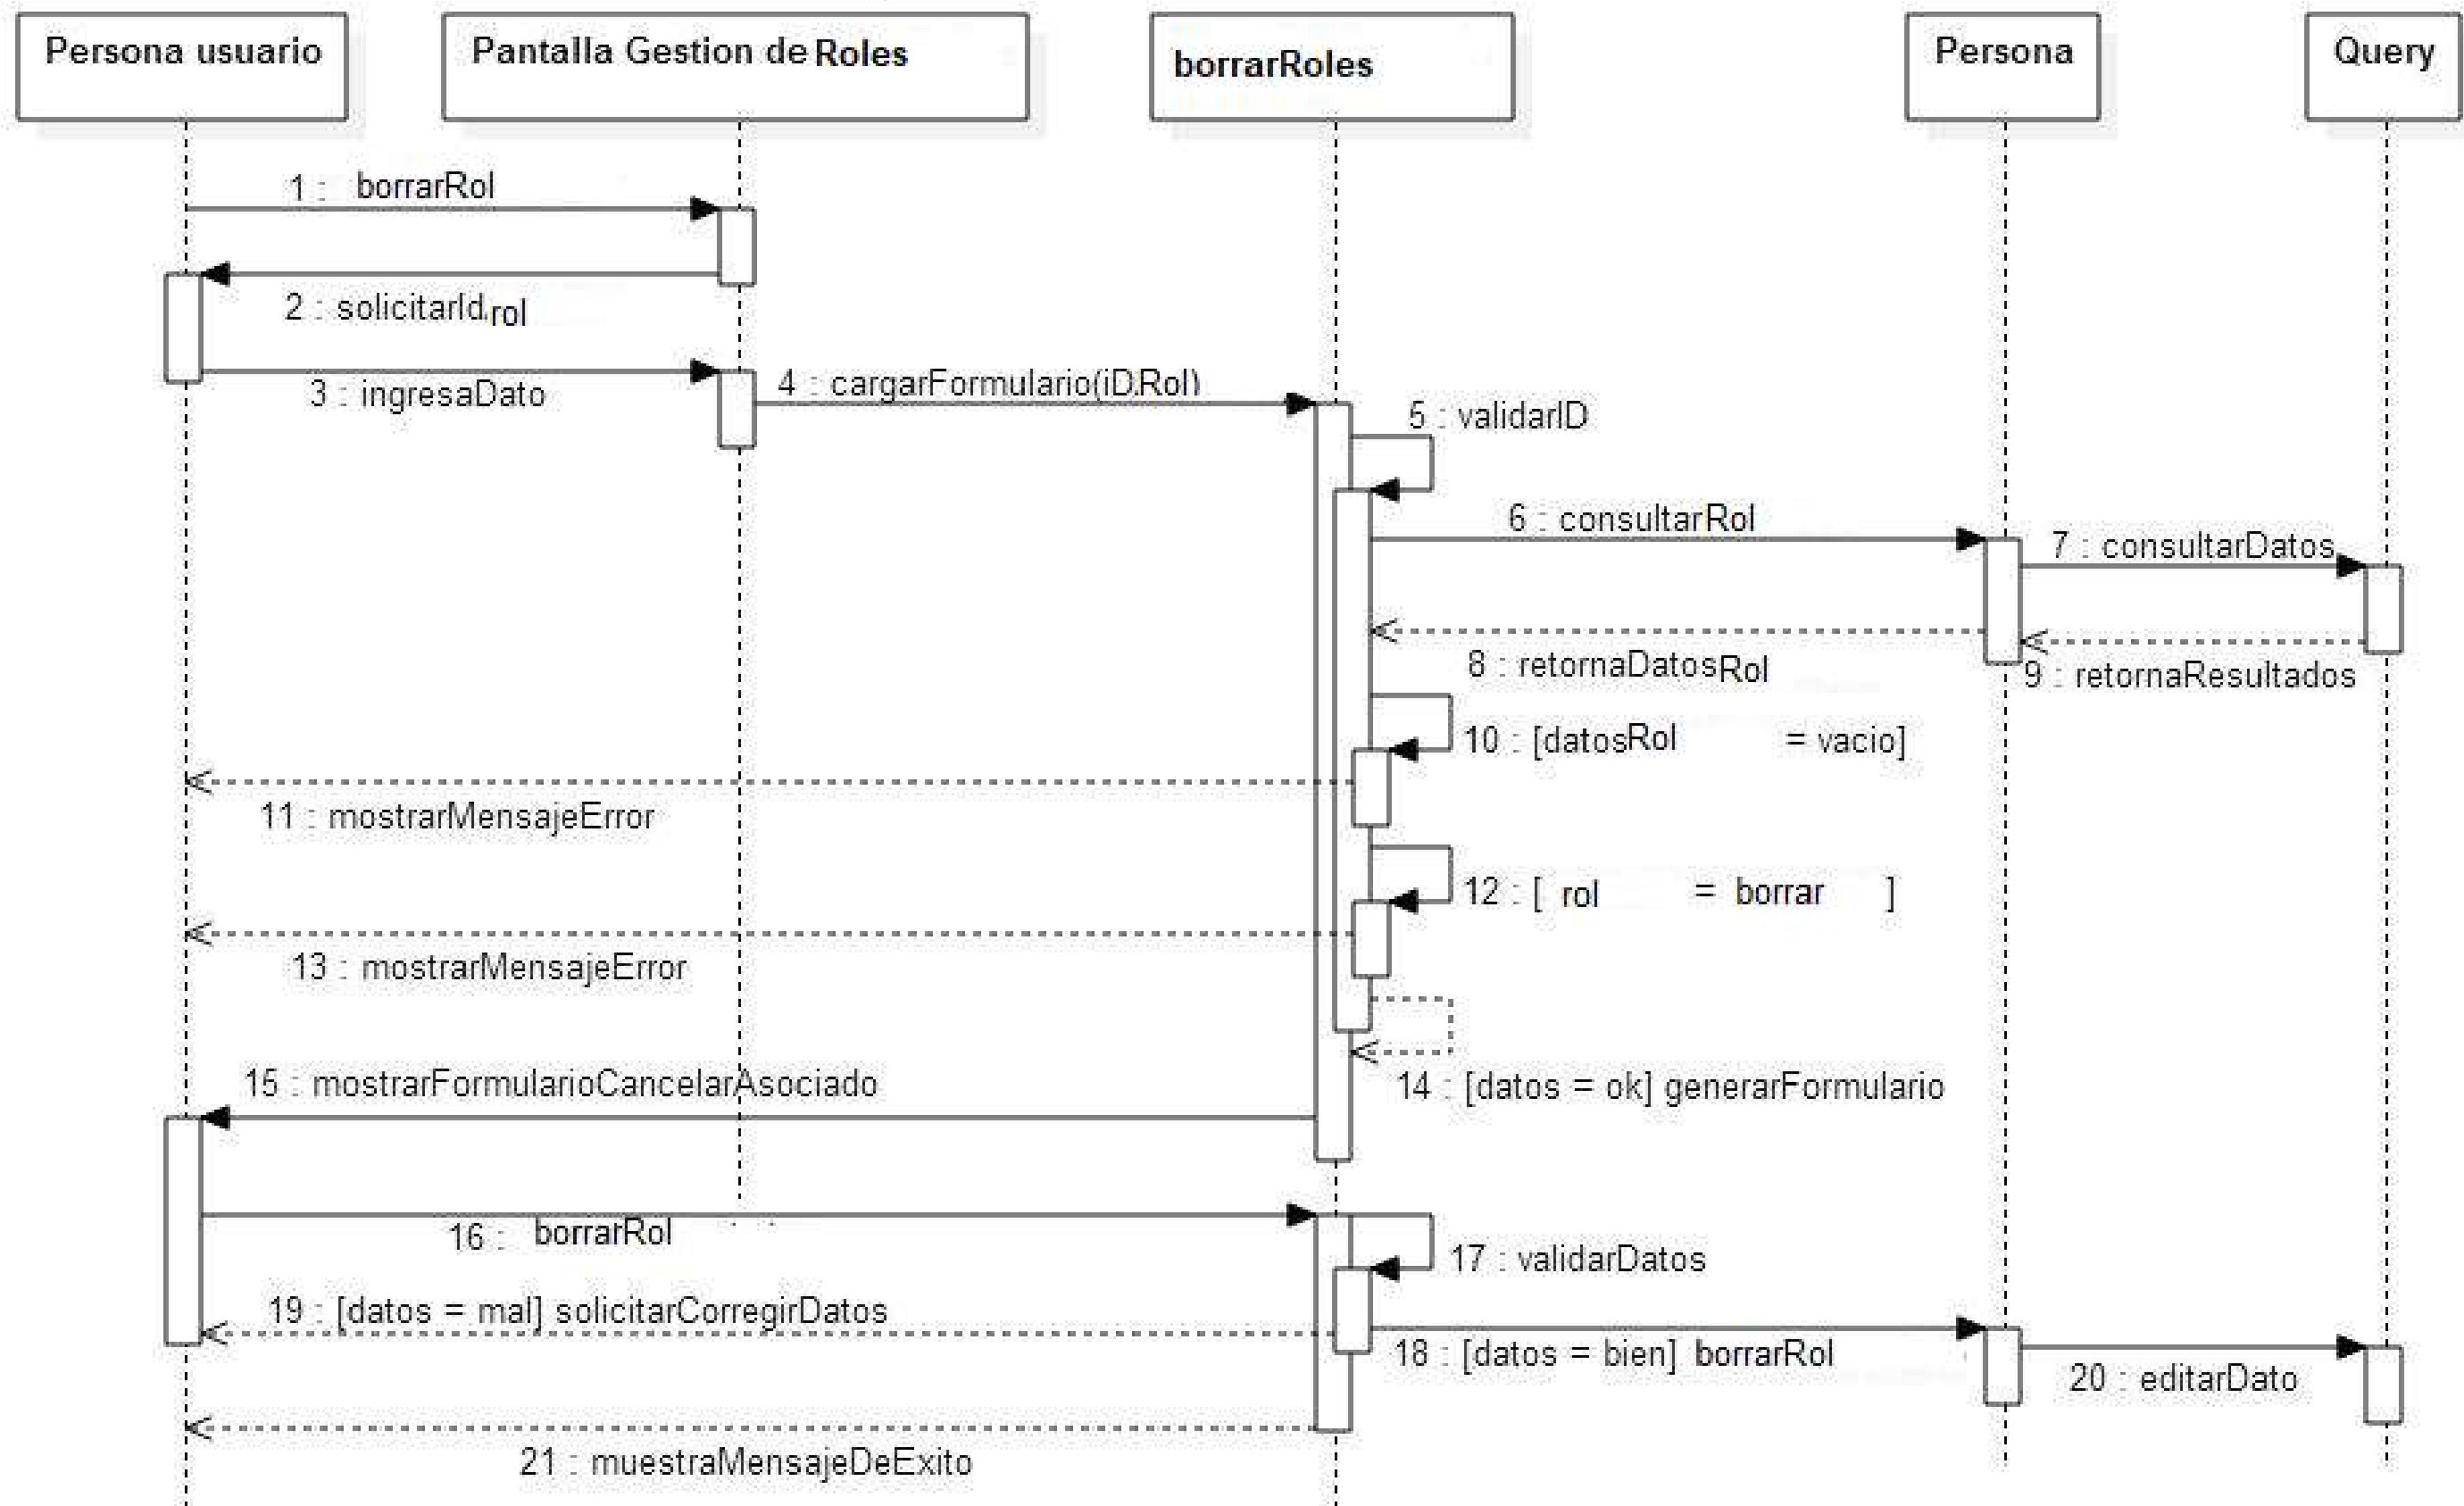 Persona usuario
Pantalla Gestion de Roles
borrarRoles
Persona
Query
1 : borrarRol
2 : solicitarId.rol
3 : ingresaDato
4 : cargarFormulario(iD.Rol)
5 : validarID
6 : consultarRol
7 : consultarDatos
8 : retornaDatosRol
9 : retornaResultados
10 : [datosRol = vacio]
11 : mostrarMensajeError
12 : [ rol = borrar ]
13 : mostrarMensajeError
14 : [datos = ok] generarFormulario
15 : mostrarFormularioCancelarAsociado
16 : borrarRol
17 : validarDatos
19 : [datos = mal] solicitarCorregirDatos
18 : [datos = bien] borrarRol
20 : editarDato
21 : muestraMensajeDeExito